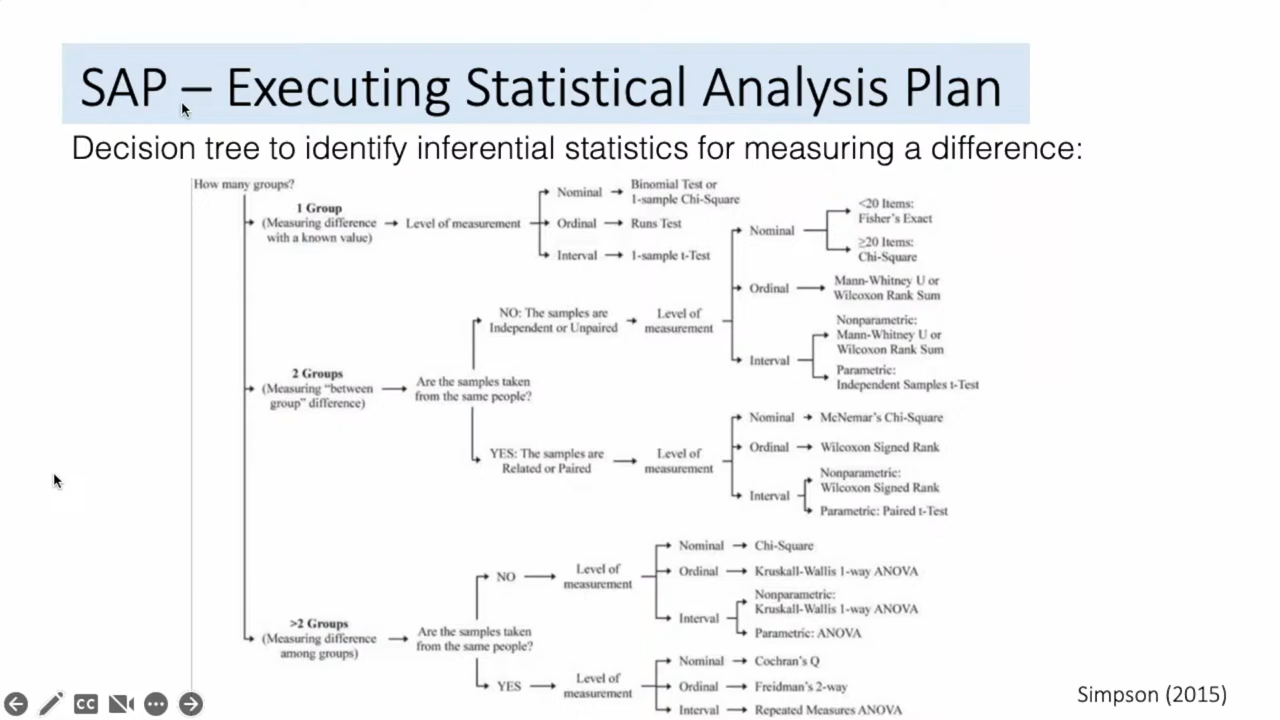 SAP – Executing Statistical Analysis Plan
Decision tree to identify inferential statistics for measuring a difference:
How many groups?
1 Group
(Measuring difference
with a known value)
Level of measurement
Nominal
Binomial Test or
1-sample Chi-Square
Ordinal
Runs Test
Interval
1-sample t-Test
2 Groups
(Measuring "between
group" difference)
Are the samples taken
from the same people?
NO: The samples are
Independent or Unpaired
Level of
measurement
Nominal
<20 Items:
Fisher's Exact
≥20 Items:
Chi-Square
Ordinal
Mann-Whitney U or
Wilcoxon Rank Sum
Interval
Nonparametric:
Mann-Whitney U or
Wilcoxon Rank Sum
Parametric:
Independent Samples t-Test
YES: The samples are
Related or Paired
Level of
measurement
Nominal
McNemar's Chi-Square
Ordinal
Wilcoxon Signed Rank
Interval
Nonparametric:
Wilcoxon Signed Rank
Parametric: Paired t-Test
>2 Groups
(Measuring difference
among groups)
Are the samples taken
from the same people?
NO
Level of
measurement
Nominal
Chi-Square
Ordinal
Kruskall-Wallis 1-way ANOVA
Interval
Nonparametric:
Kruskall-Wallis 1-way ANOVA
Parametric: ANOVA
YES
Level of
measurement
Nominal
Cochran's Q
Ordinal
Freidman's 2-way
Interval
Repeated Measures ANOVA
Simpson (2015)
CC